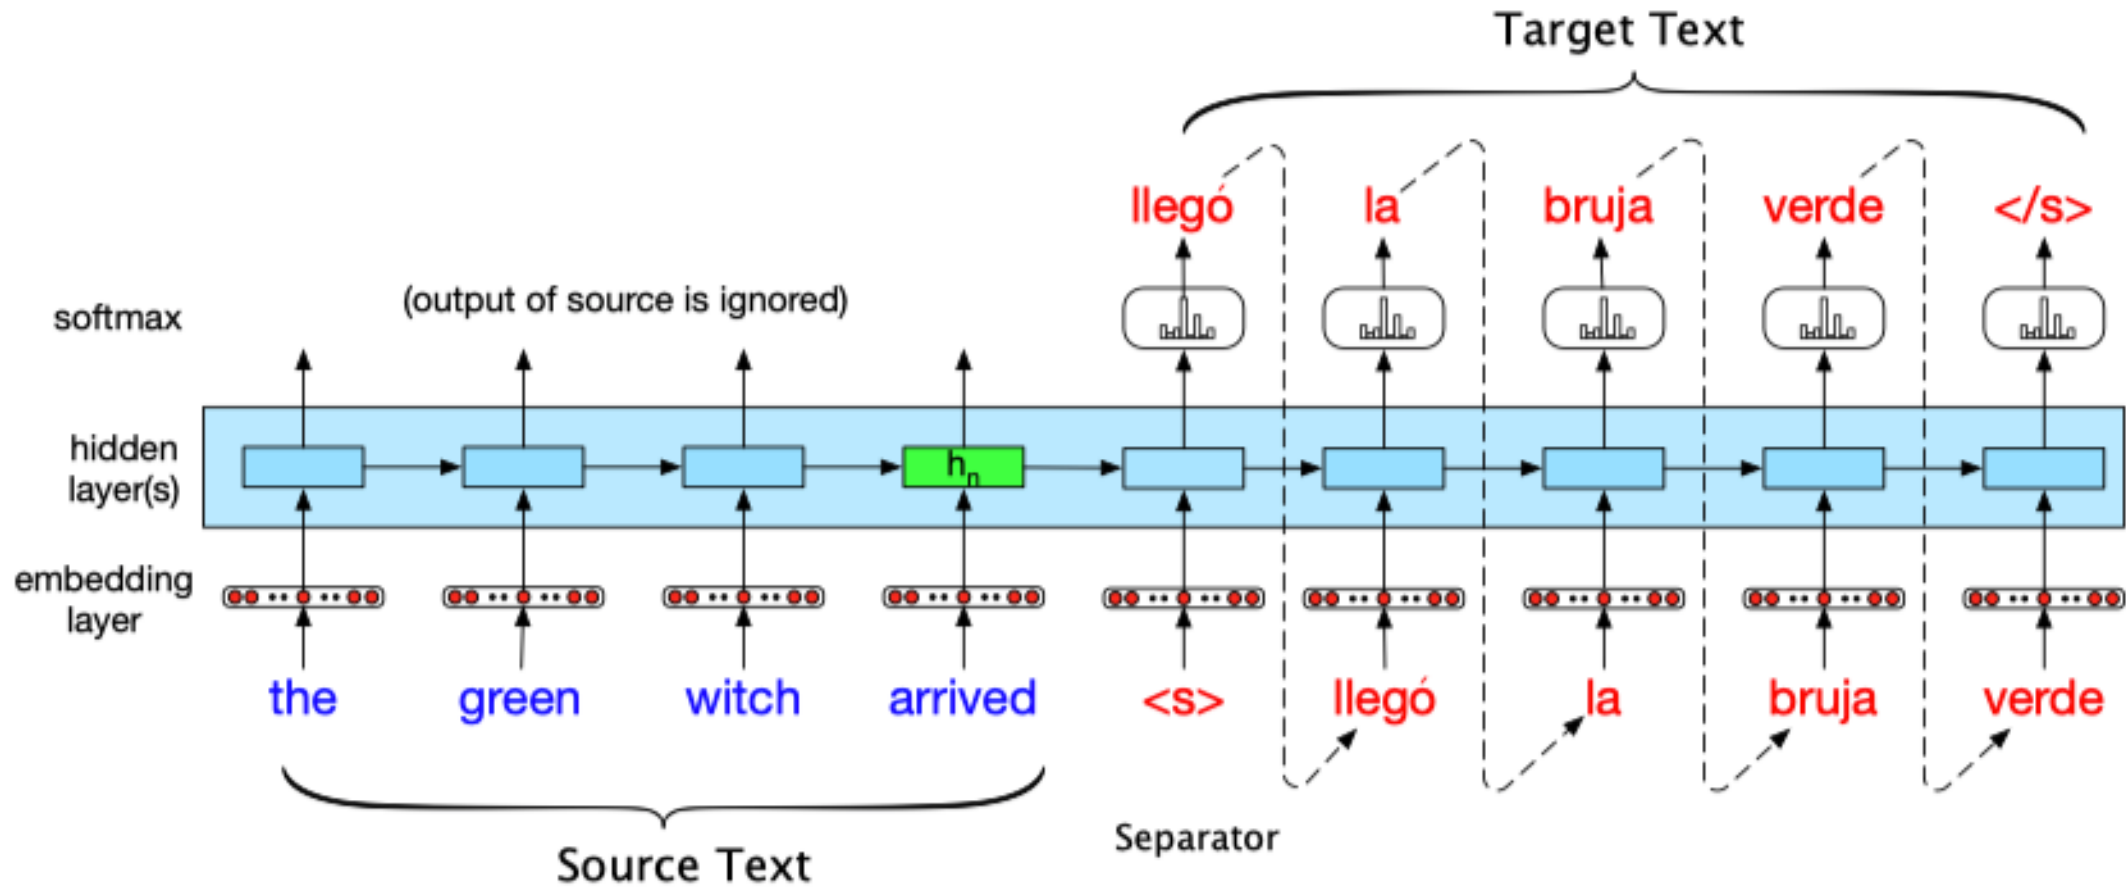 Target Text
llegó la bruja verde </s>
softmax
(output of source is ignored)
hidden
layer(s)
hn
embedding
layer
the green witch arrived <s> llegó la bruja verde
Separator
Source Text